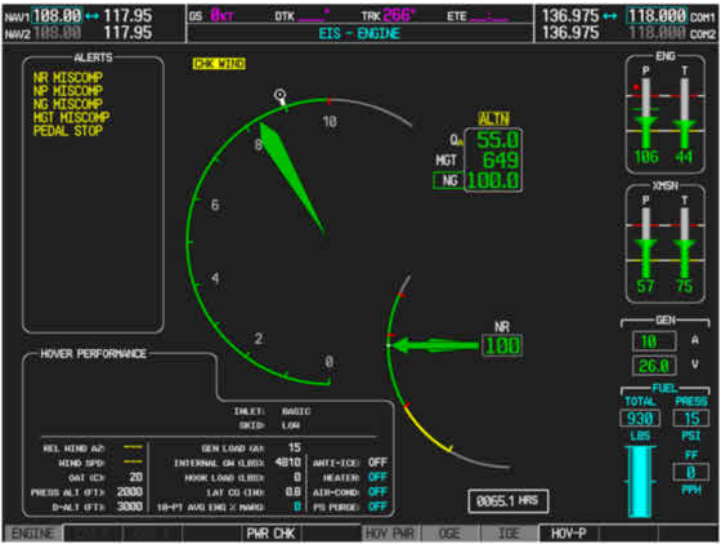 NAV1 108.00 ↔ 117.95
NAV2 108.00 117.95
GS 0KT DTK ___° TRK 266° ETE __:__
EIS - ENGINE
136.975 ↔ 118.000 COM1
136.975 118.000 COM2
ALERTS
NR MISCOMP
NP MISCOMP
NG MISCOMP
MGT MISCOMP
PEDAL STOP
CHK WIND
10
8
6
4
2
0
ALTN
QA 55.0
MGT 649
NG 100.0
NR
100
ENG
P T
106 44
XMSN
P T
57 75
GEN
10 A
26.0 V
FUEL
TOTAL PRESS
930 15
LBS PSI
FF
0
PPH
HOVER PERFORMANCE
INLET: BASIC
SKID: LOW
REL WIND AZ: ---
WIND SPD: ---
OAT (C): 20
PRESS ALT (FT): 2000
D-ALT (FT): 3000
GEN LOAD (A): 15
INTERNAL GW (LBS): 4810
HOOK LOAD (LBS): 0
LAT CG (IN): 0.8
10-PT AVG ENG % MARG: 0
ANTI-ICE: OFF
HEATER: OFF
AIR-COND: OFF
PS PURGE: OFF
0065.1 HRS
ENGINE PWR CHK HOV PWR OGE IGE HOV-P